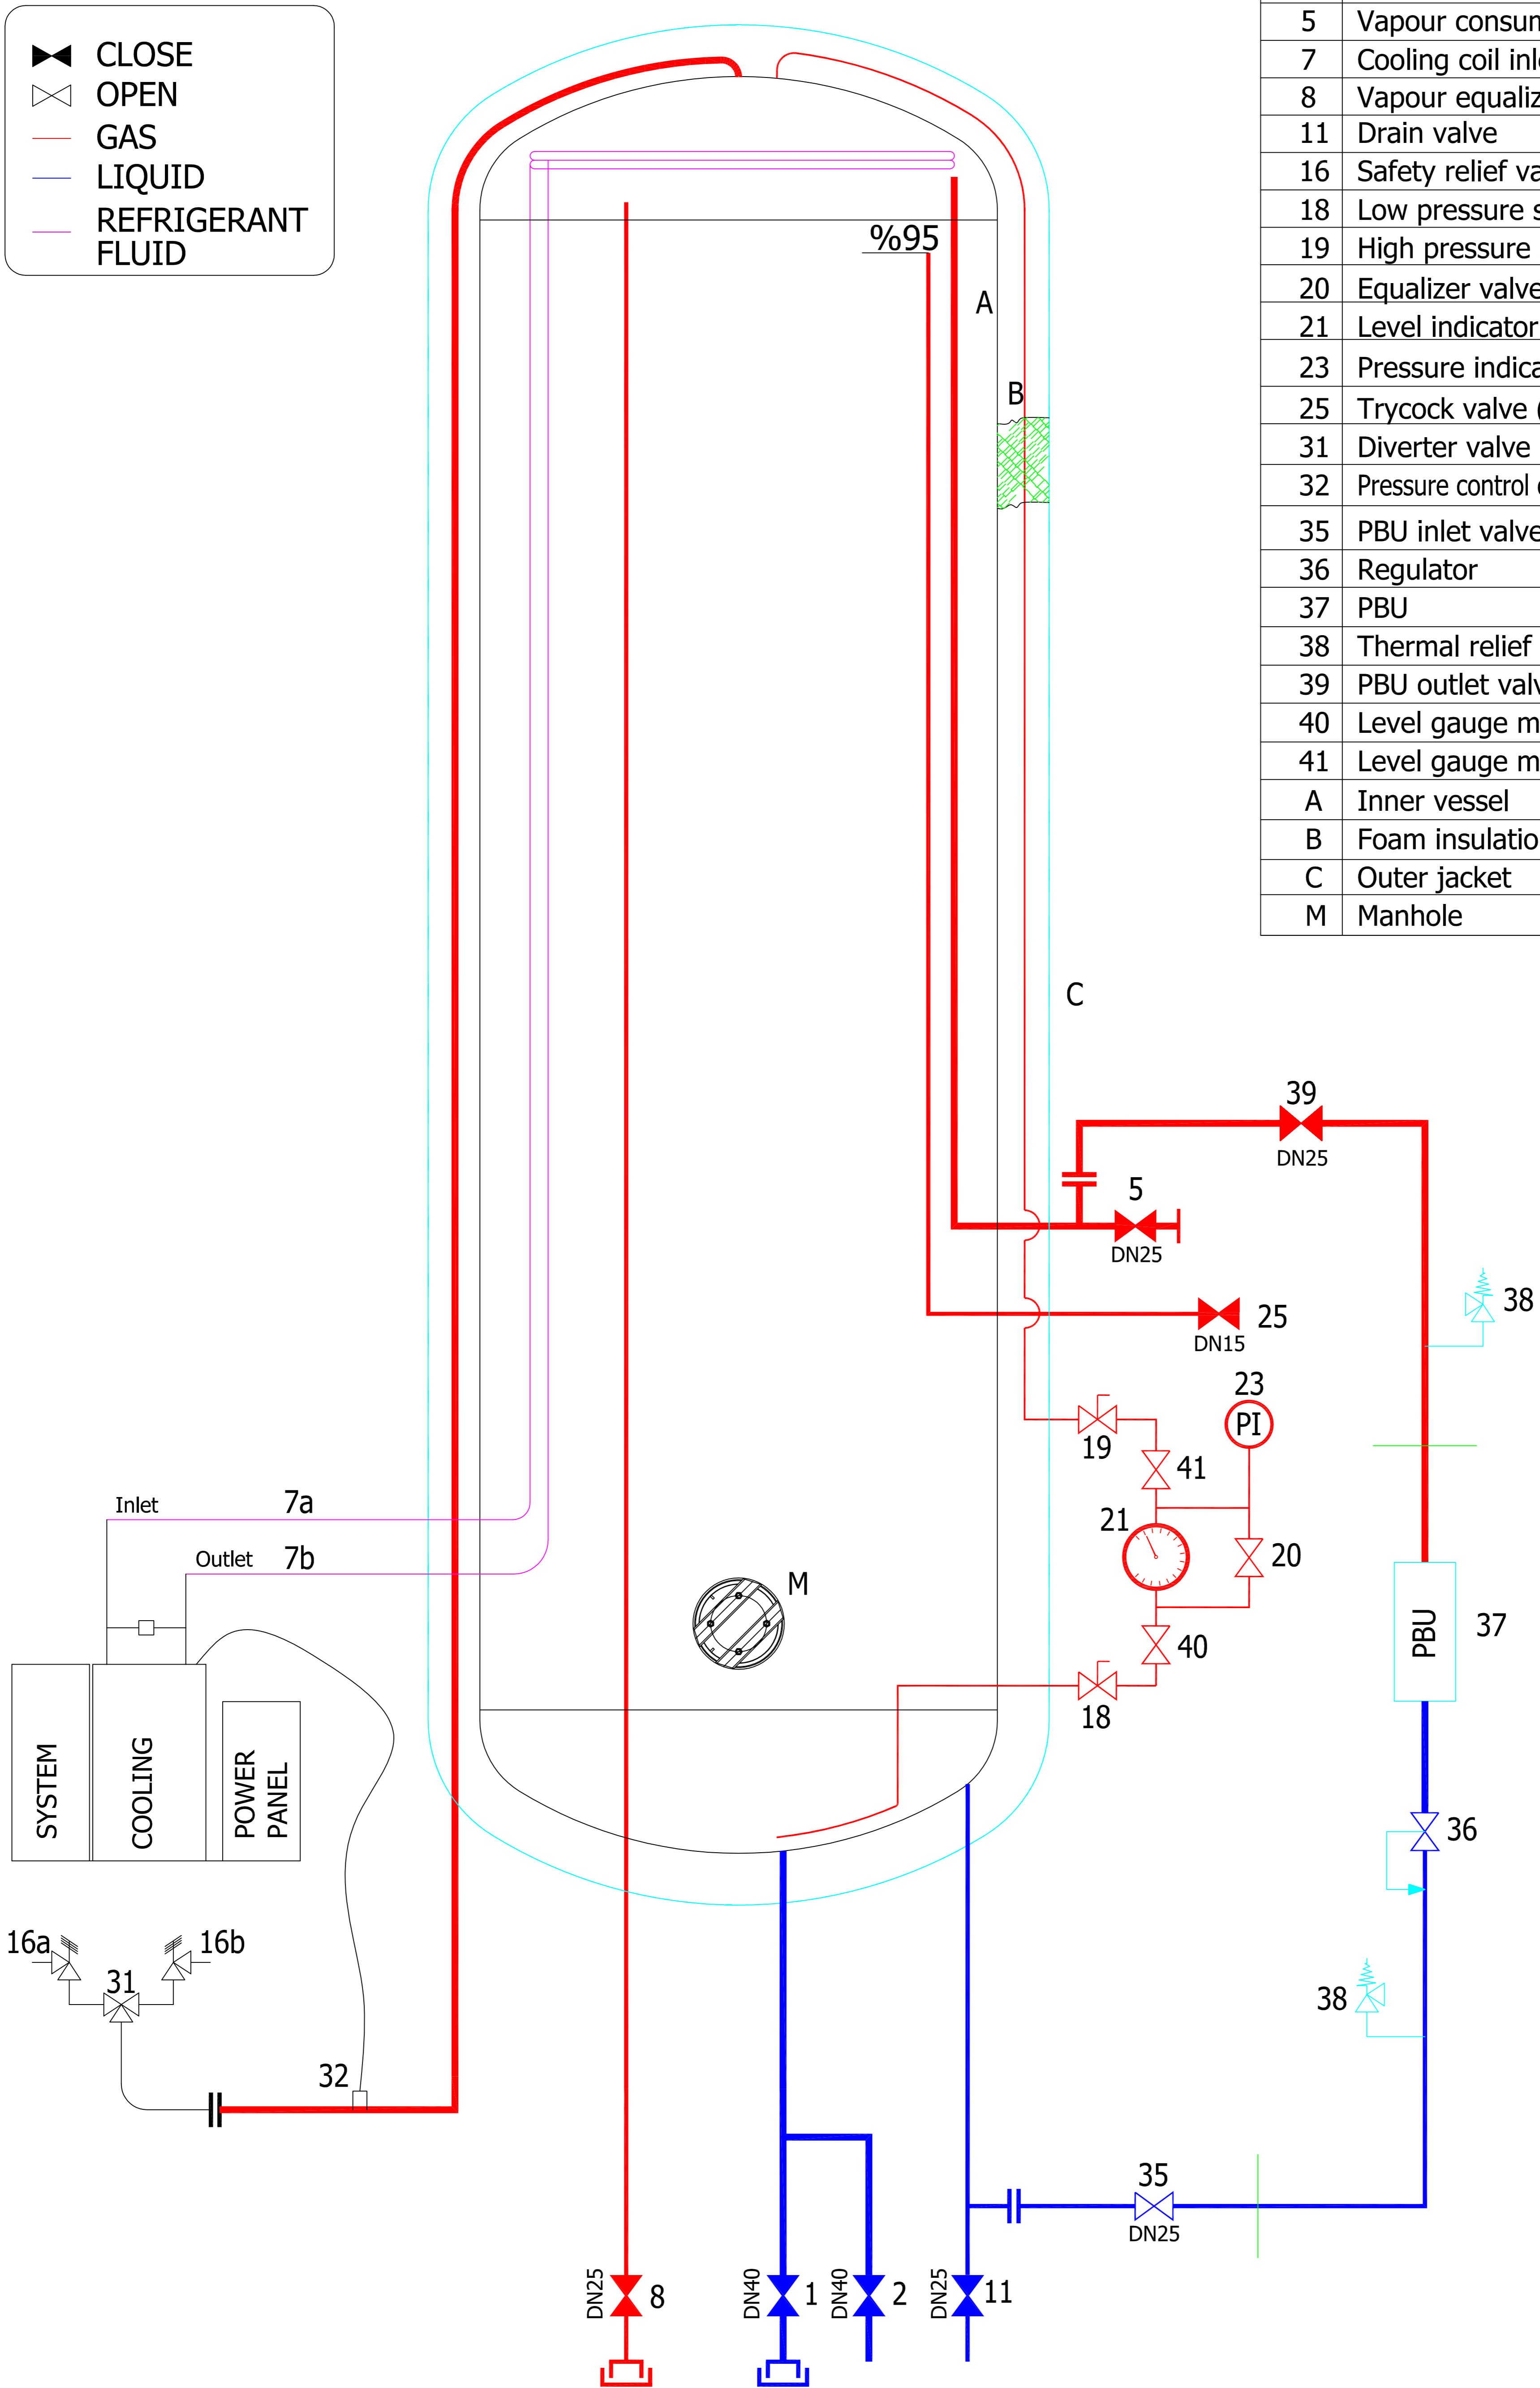 CLOSE
OPEN
GAS
LIQUID
REFRIGERANT
FLUID
5 Vapour consu
7 Cooling coil inl
8 Vapour equaliz
11 Drain valve
16 Safety relief va
18 Low pressure s
19 High pressure
20 Equalizer valve
21 Level indicator
23 Pressure indica
25 Trycock valve (
31 Diverter valve
32 Pressure control
35 PBU inlet valve
36 Regulator
37 PBU
38 Thermal relief
39 PBU outlet valv
40 Level gauge m
41 Level gauge m
A Inner vessel
B Foam insulatio
C Outer jacket
M Manhole
%95
A
B
C
39
DN25
5
DN25
38
25
DN15
23
PI
19
41
21
20
40
18
37
PBU
36
38
35
DN25
Inlet 7a
Outlet 7b
M
SYSTEM
COOLING
POWER
PANEL
16a
16b
31
32
DN25
8
DN40
1
DN40
2
DN25
11